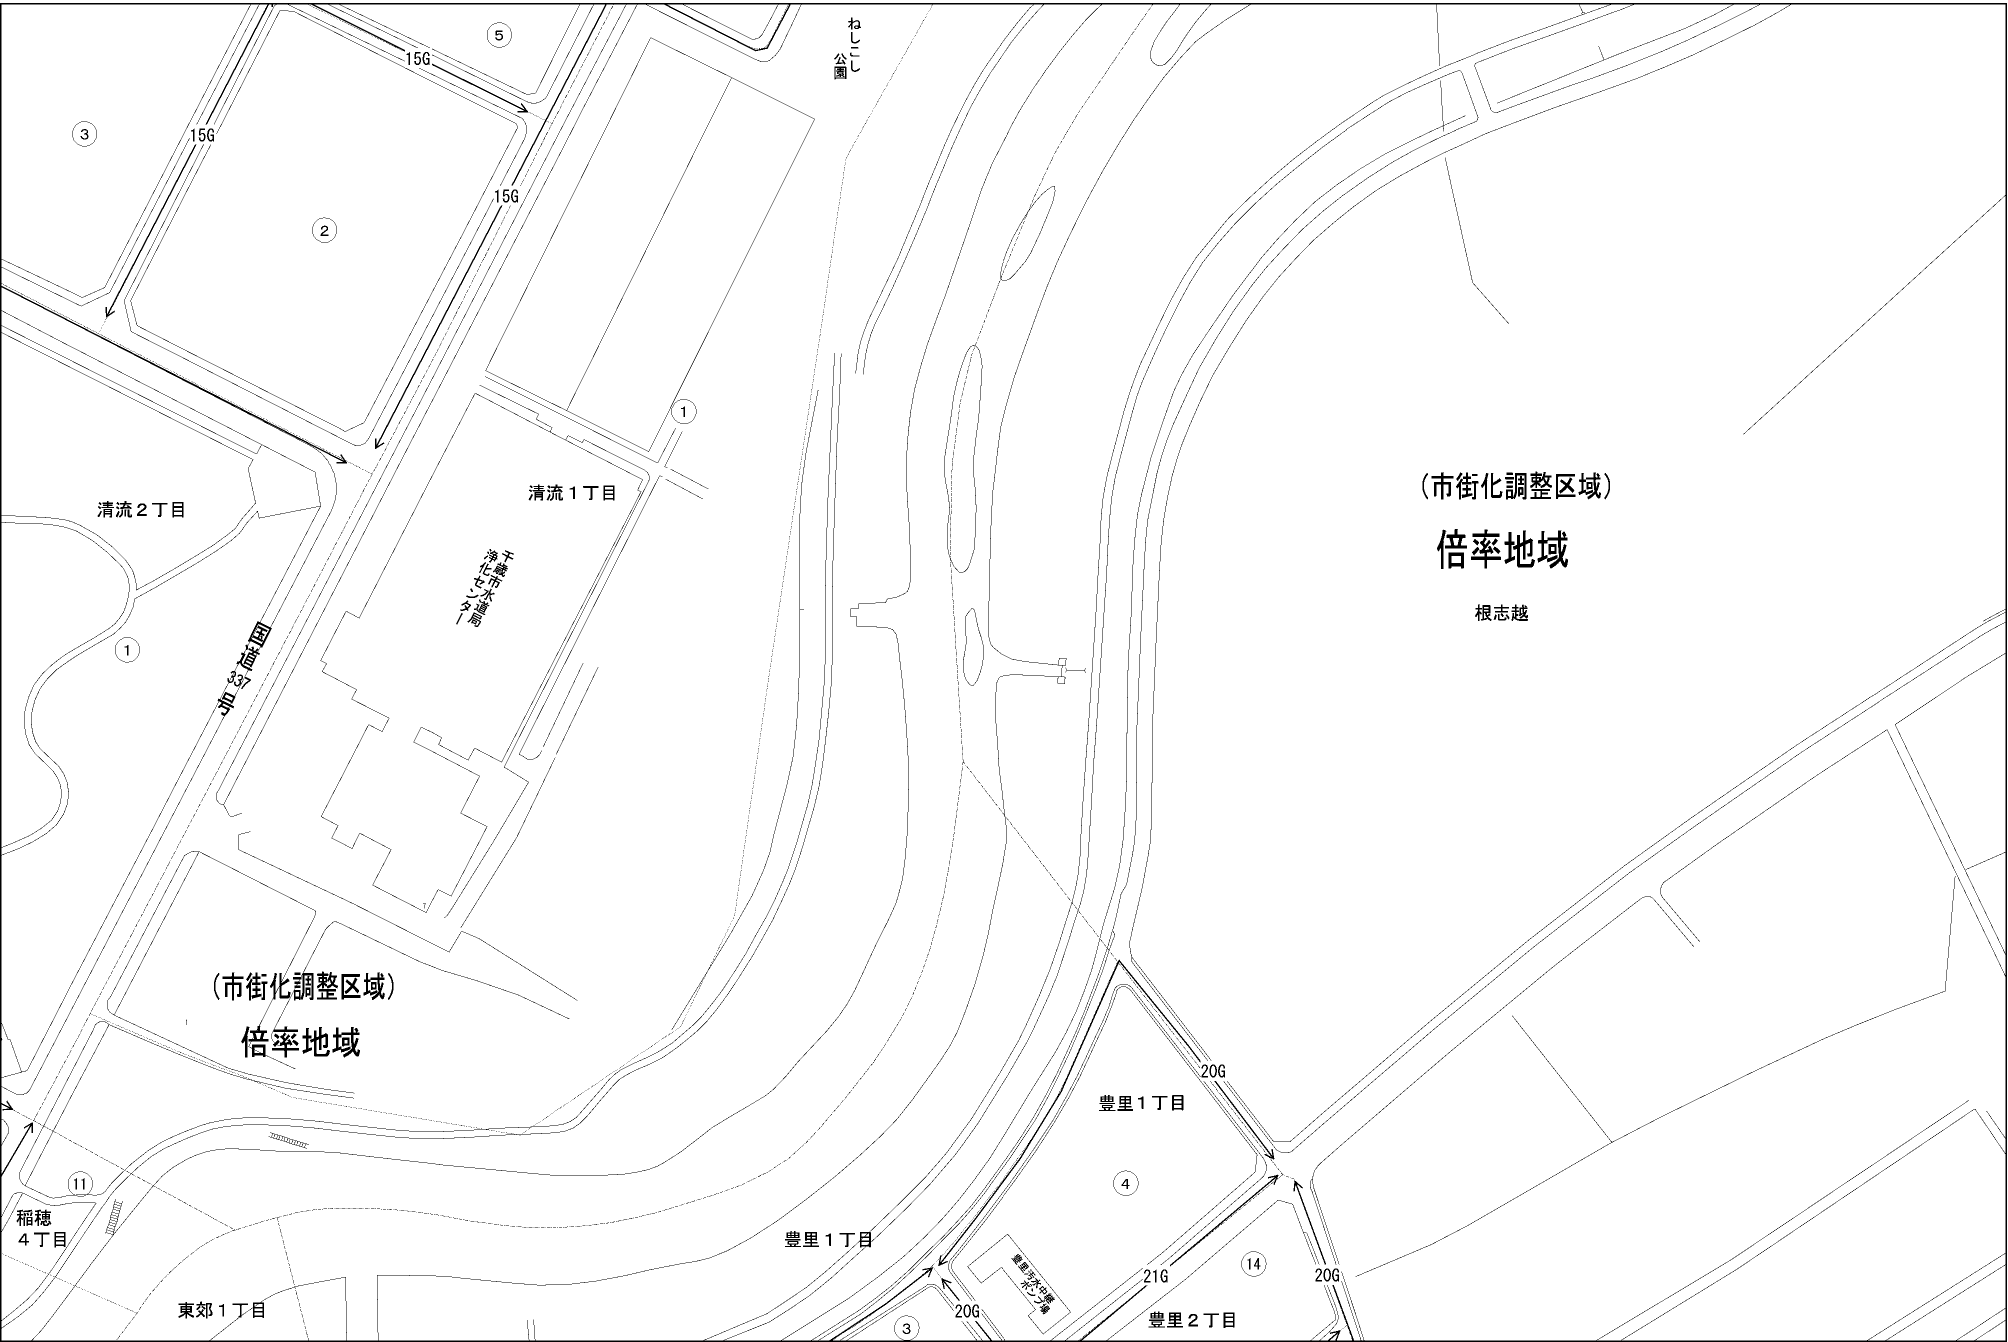 ねしこし
公園
⑤
15G
③
15G
②
15G
①
清流１丁目
清流２丁目
千歳市水道局
浄化センター
①
国道337号
（市街化調整区域）
倍率地域
根志越
（市街化調整区域）
倍率地域
20G
豊里１丁目
④
⑪
稲穂
４丁目
豊里１丁目
豊里汚水中継
ポンプ場
⑭
21G
20G
東郊１丁目
20G
豊里２丁目
③